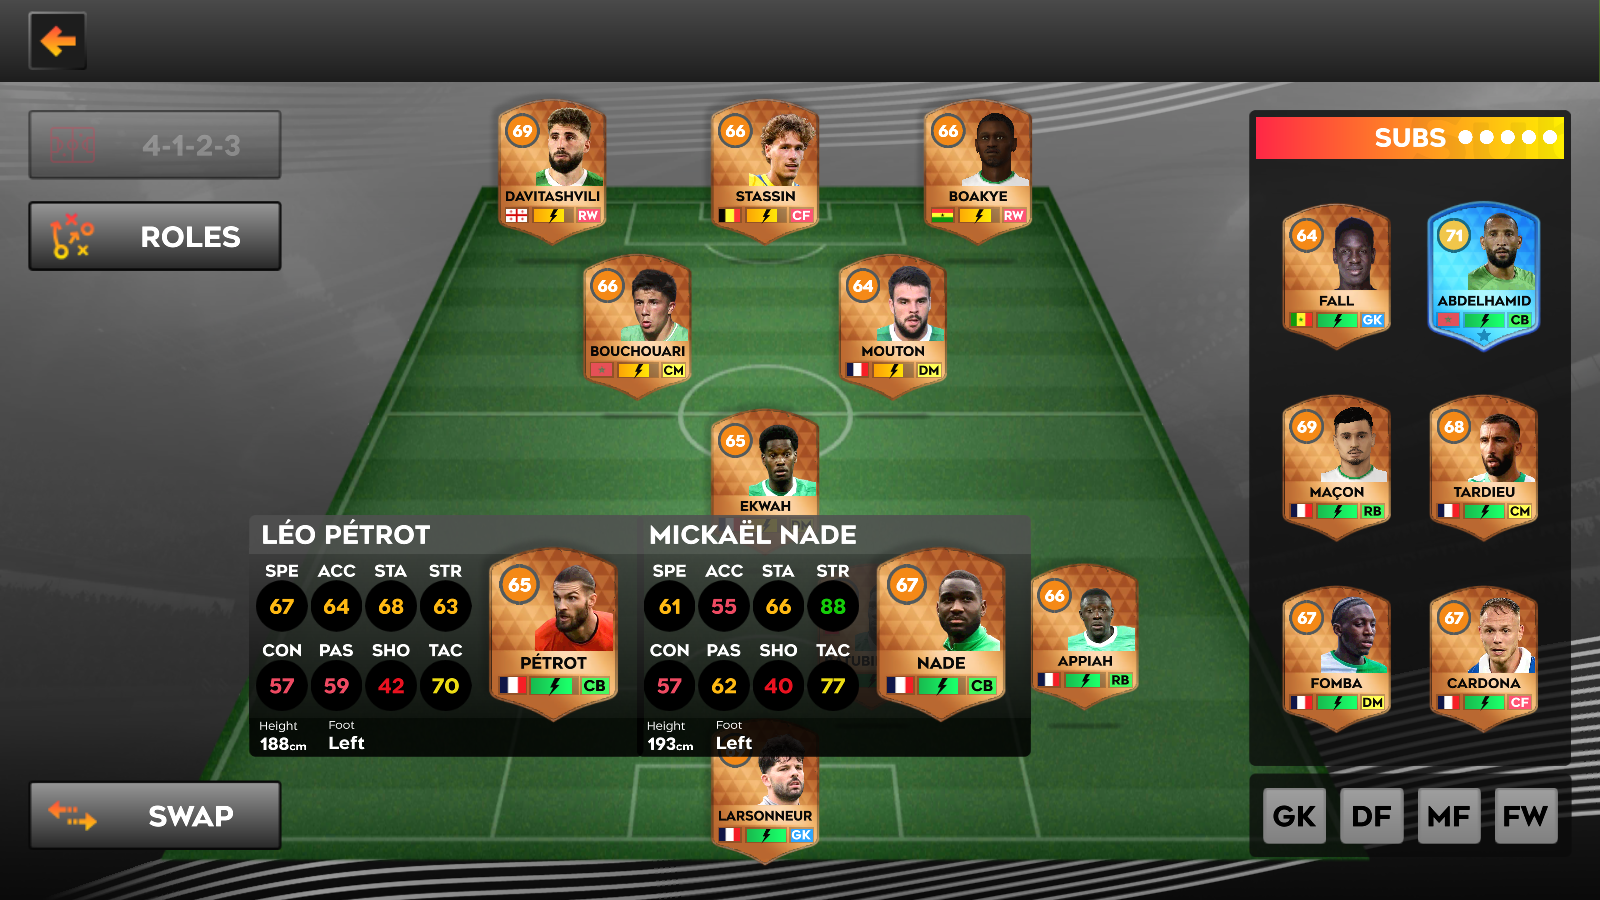 4-1-2-3
ROLES
69
DAVITASHVILI
RW
66
STASSIN
CF
66
BOAKYE
RW
66
BOUCHOUARI
CM
64
MOUTON
DM
65
EKWAH
LÉO PÉTROT
SPE ACC STA STR
67 64 68 63
CON PAS SHO TAC
57 59 42 70
Height Foot
188cm Left
65
PÉTROT
CB
MICKAËL NADE
SPE ACC STA STR
61 55 66 88
CON PAS SHO TAC
57 62 40 77
Height Foot
193cm Left
67
NADE
CB
66
APPIAH
RB
LARSONNEUR
GK
SWAP
SUBS
64
FALL
GK
71
ABDELHAMID
CB
69
MAÇON
RB
68
TARDIEU
CM
67
FOMBA
DM
67
CARDONA
CF
GK DF MF FW